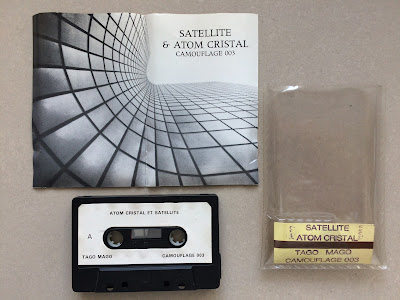 SATELLITE
& ATOM CRISTAL
CAMOUFLAGE 003
ATOM CRISTAL ET SATELLITE
A
TAGO MAGO CAMOUFLAGE 003
SATELLITE
ATOM CRISTAL
TAGO MAGO
CAMOUFLAGE 003